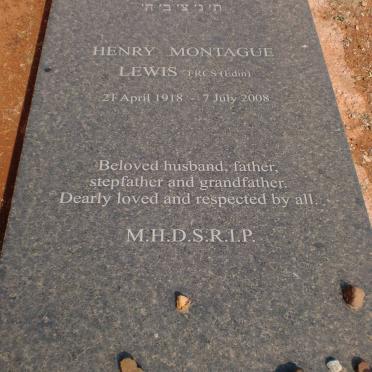 ת' נ' צ' ב' ה'
HENRY MONTAGUE
LEWIS FRCS (Edin)
21 April 1918 - 7 July 2008
Beloved husband, father,
stepfather and grandfather.
Dearly loved and respected by all.
M.H.D.S.R.I.P.